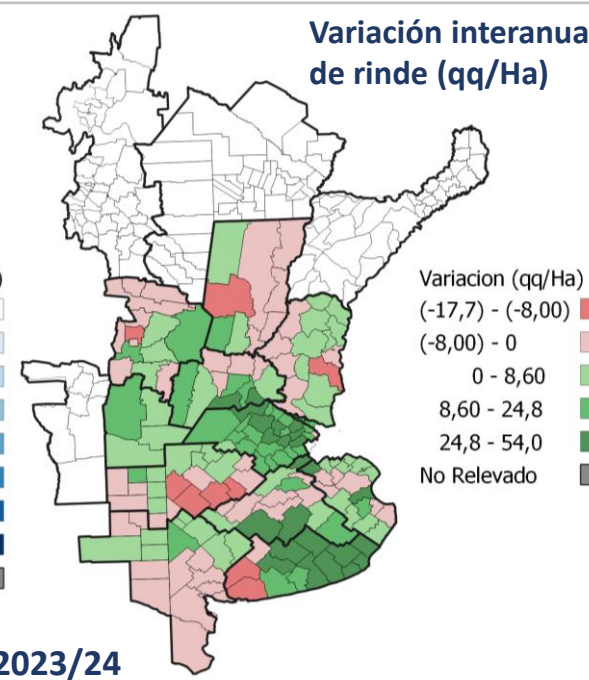 Variación interanua
de rinde (qq/Ha)
)
Variacion (qq/Ha)
(-17,7) - (-8,00)
(-8,00) - 0
0 - 8,60
8,60 - 24,8
24,8 - 54,0
No Relevado
2023/24